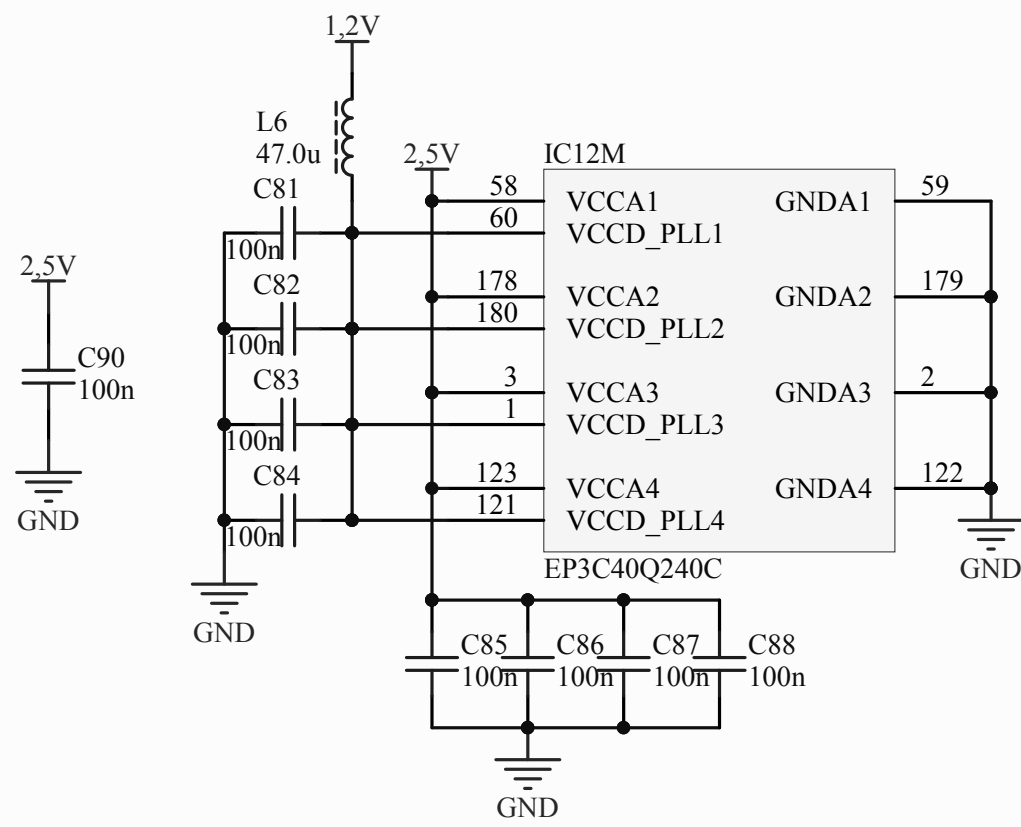 1,2V
L6
47.0u
2,5V
IC12M
C81
100n
C82
100n
C83
100n
C84
100n
GND
2,5V
C90
100n
GND
58
60
178
180
3
1
123
121
VCCA1
VCCD_PLL1
VCCA2
VCCD_PLL2
VCCA3
VCCD_PLL3
VCCA4
VCCD_PLL4
GNDA1
GNDA2
GNDA3
GNDA4
59
179
2
122
GND
EP3C40Q240C
C85
100n
C86
100n
C87
100n
C88
100n
GND